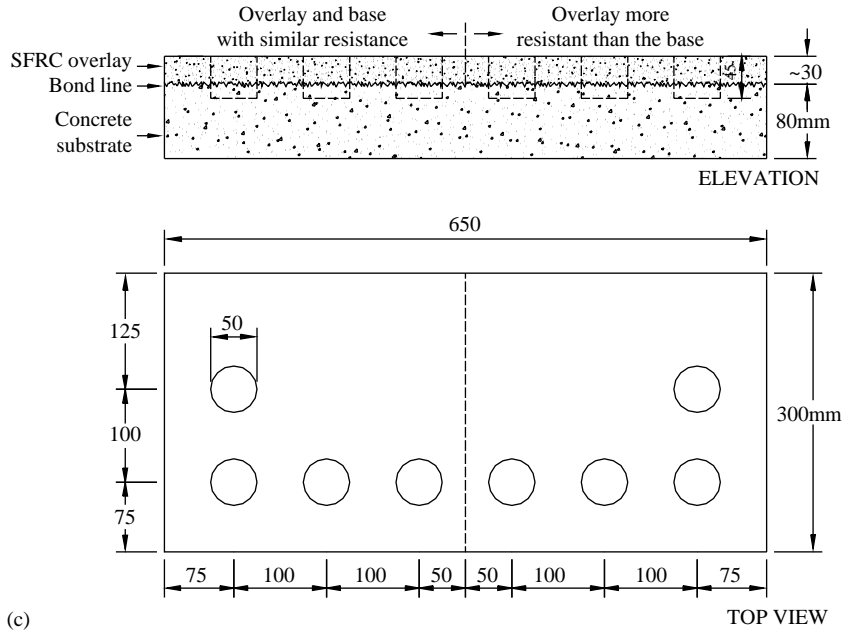 Overlay and base
with similar resistance
Overlay more
resistant than the base
SFRC overlay
Bond line
Concrete
substrate
45
~30
80mm
ELEVATION
650
125
50
100
300mm
75
75
100
100
50
50
100
100
75
(c)
TOP VIEW